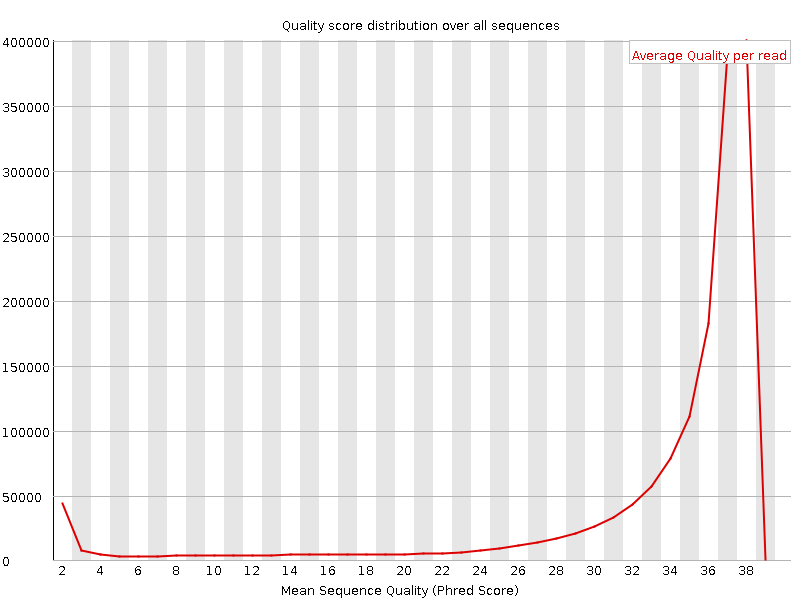 Quality score distribution over all sequences
Average Quality per read
400000
350000
300000
250000
200000
150000
100000
50000
0
2 4 6 8 10 12 14 16 18 20 22 24 26 28 30 32 34 36 38
Mean Sequence Quality (Phred Score)